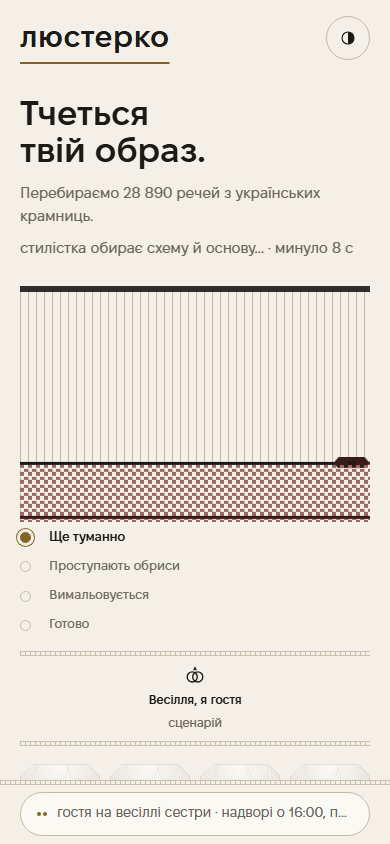 люстерко
Тчеться
твій образ.
Перебираємо 28 890 речей з українських
крамниць.
стилістка обирає схему й основу... · минуло 8 с
Ще туманно
Проступають обриси
Вимальовується
Готово
Весілля, я гостя
сценарій
гостя на весіллі сестри · надворі о 16:00, п...